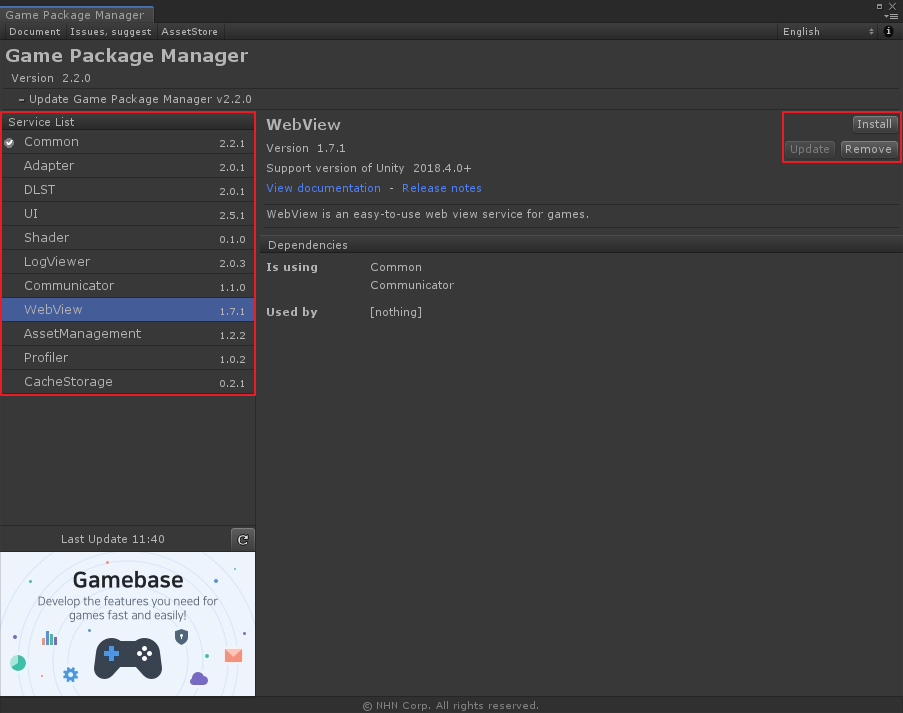 Game Package Manager
Document Issues, suggest AssetStore English
Game Package Manager
Version 2.2.0
– Update Game Package Manager v2.2.0
Service List
Common 2.2.1
Adapter 2.0.1
DLST 2.0.1
UI 2.5.1
Shader 0.1.0
LogViewer 2.0.3
Communicator 1.1.0
WebView 1.7.1
AssetManagement 1.2.2
Profiler 1.0.2
CacheStorage 0.2.1
Last Update 11:40
Gamebase
Develop the features you need for
games fast and easily!
WebView
Install
Version 1.7.1
Update Remove
Support version of Unity 2018.4.0+
View documentation - Release notes
WebView is an easy-to-use web view service for games.
Dependencies
Is using Common
Communicator
Used by [nothing]
© NHN Corp. All rights reserved.